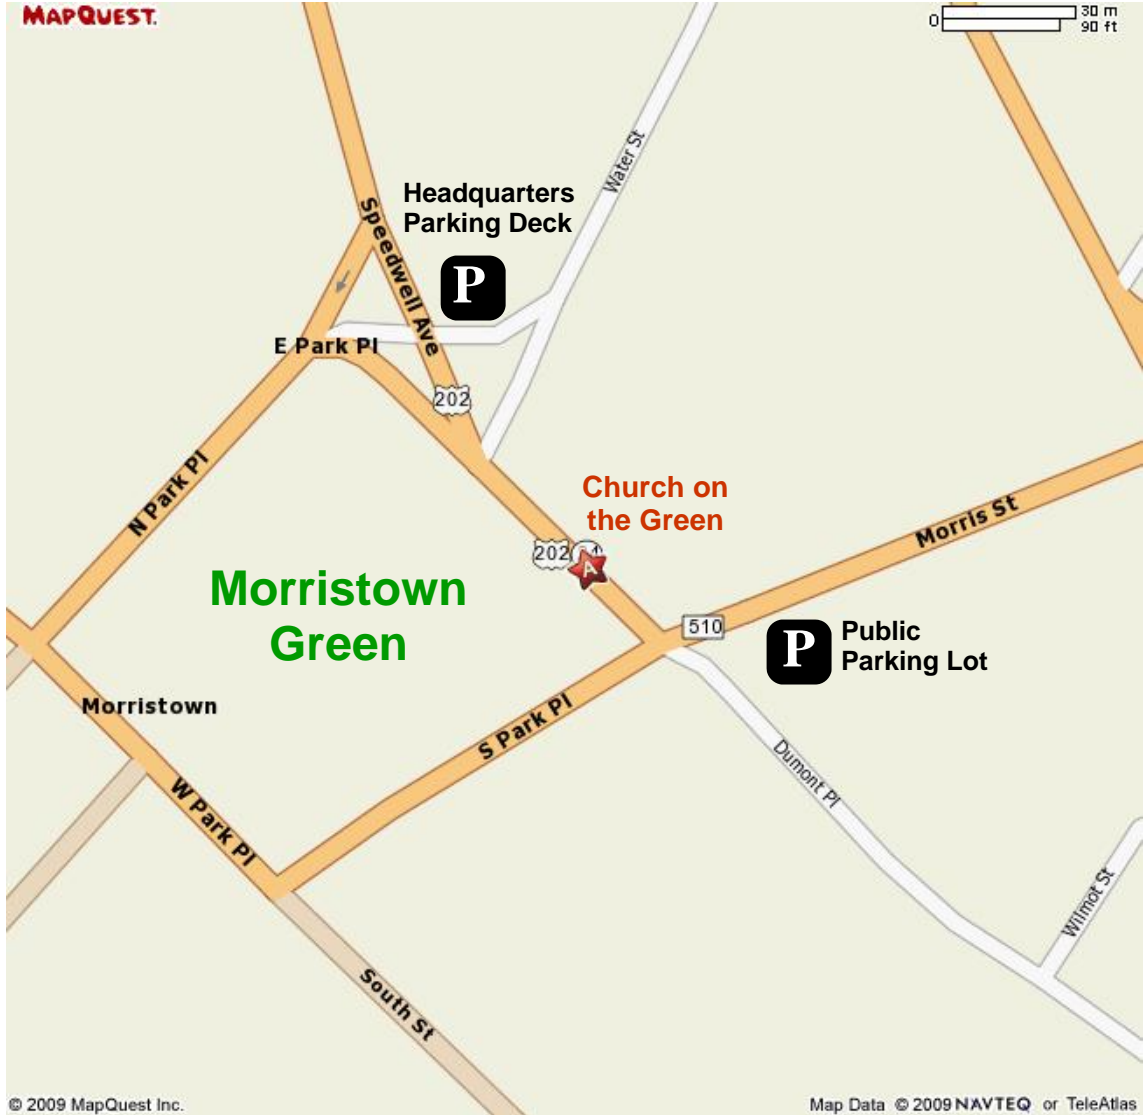 MAPQUEST.
0
30 m
90 ft
Water St
Headquarters
Parking Deck
P
Speedwell Ave
E Park Pl
202
N Park Pl
Church on
the Green
Morris St
202
A
Morristown
Green
510
P
Public
Parking Lot
Morristown
S Park Pl
Dumont Pl
W Park Pl
Wilmot St
South St
© 2009 MapQuest Inc.
Map Data © 2009 NAVTEQ or TeleAtlas